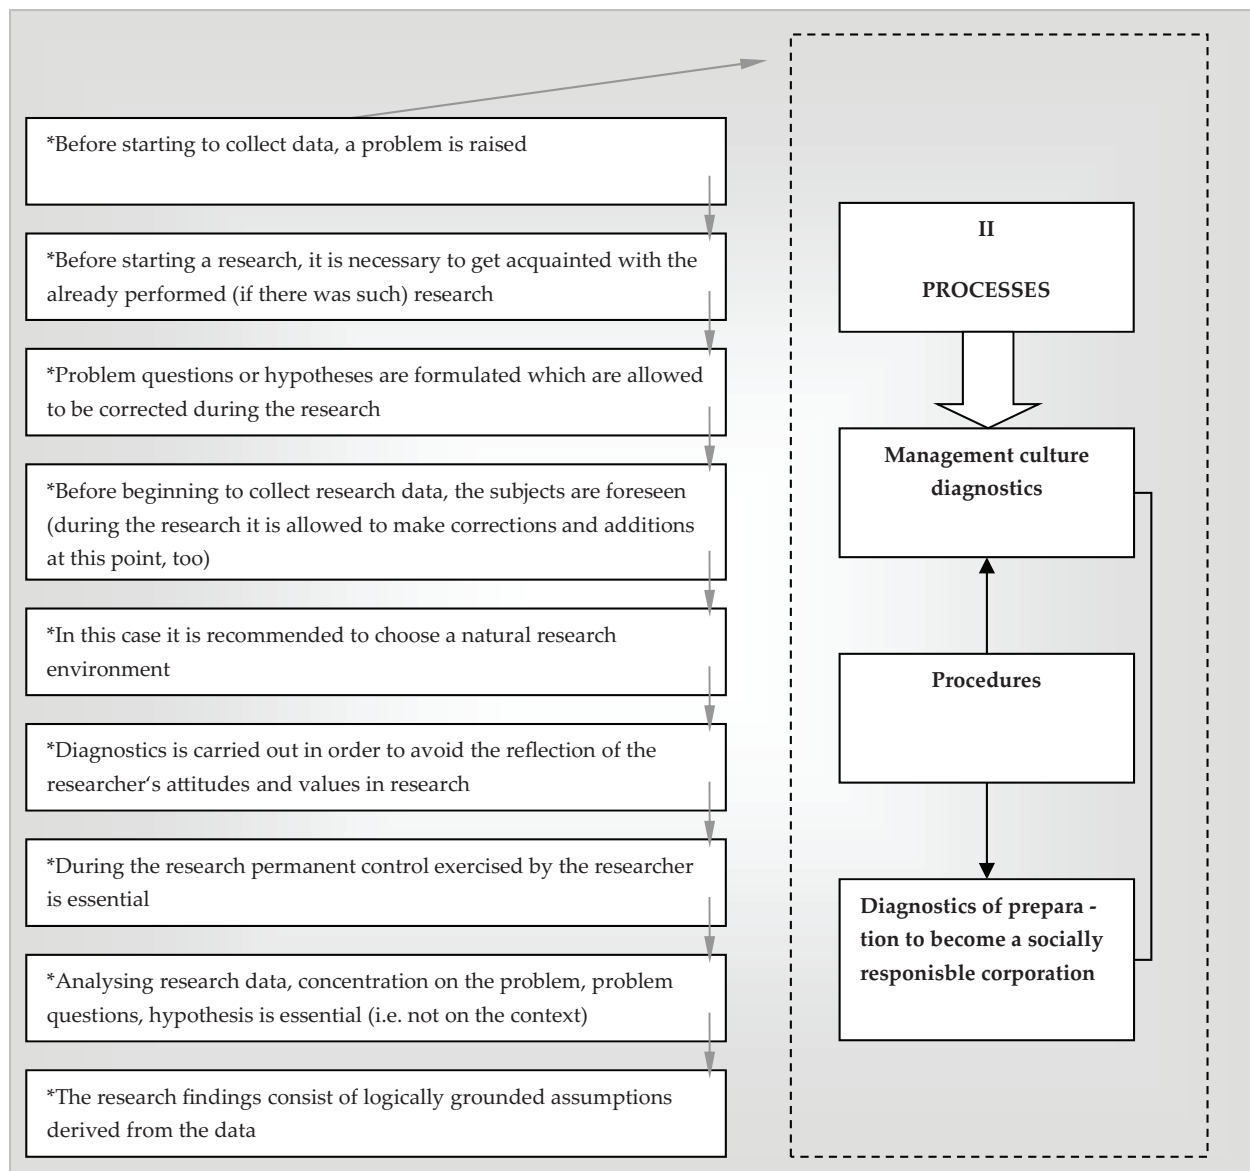 *Before starting to collect data, a problem is raised
*Before starting a research, it is necessary to get acquainted with the
already performed (if there was such) research
*Problem questions or hypotheses are formulated which are allowed
to be corrected during the research
*Before beginning to collect research data, the subjects are foreseen
(during the research it is allowed to make corrections and additions
at this point, too)
*In this case it is recommended to choose a natural research
environment
*Diagnostics is carried out in order to avoid the reflection of the
researcher‘s attitudes and values in research
*During the research permanent control exercised by the researcher
is essential
*Analysing research data, concentration on the problem, problem
questions, hypothesis is essential (i.e. not on the context)
*The research findings consist of logically grounded assumptions
derived from the data
II
PROCESSES
Management culture
diagnostics
Procedures
Diagnostics of prepara -
tion to become a socially
responisble corporation